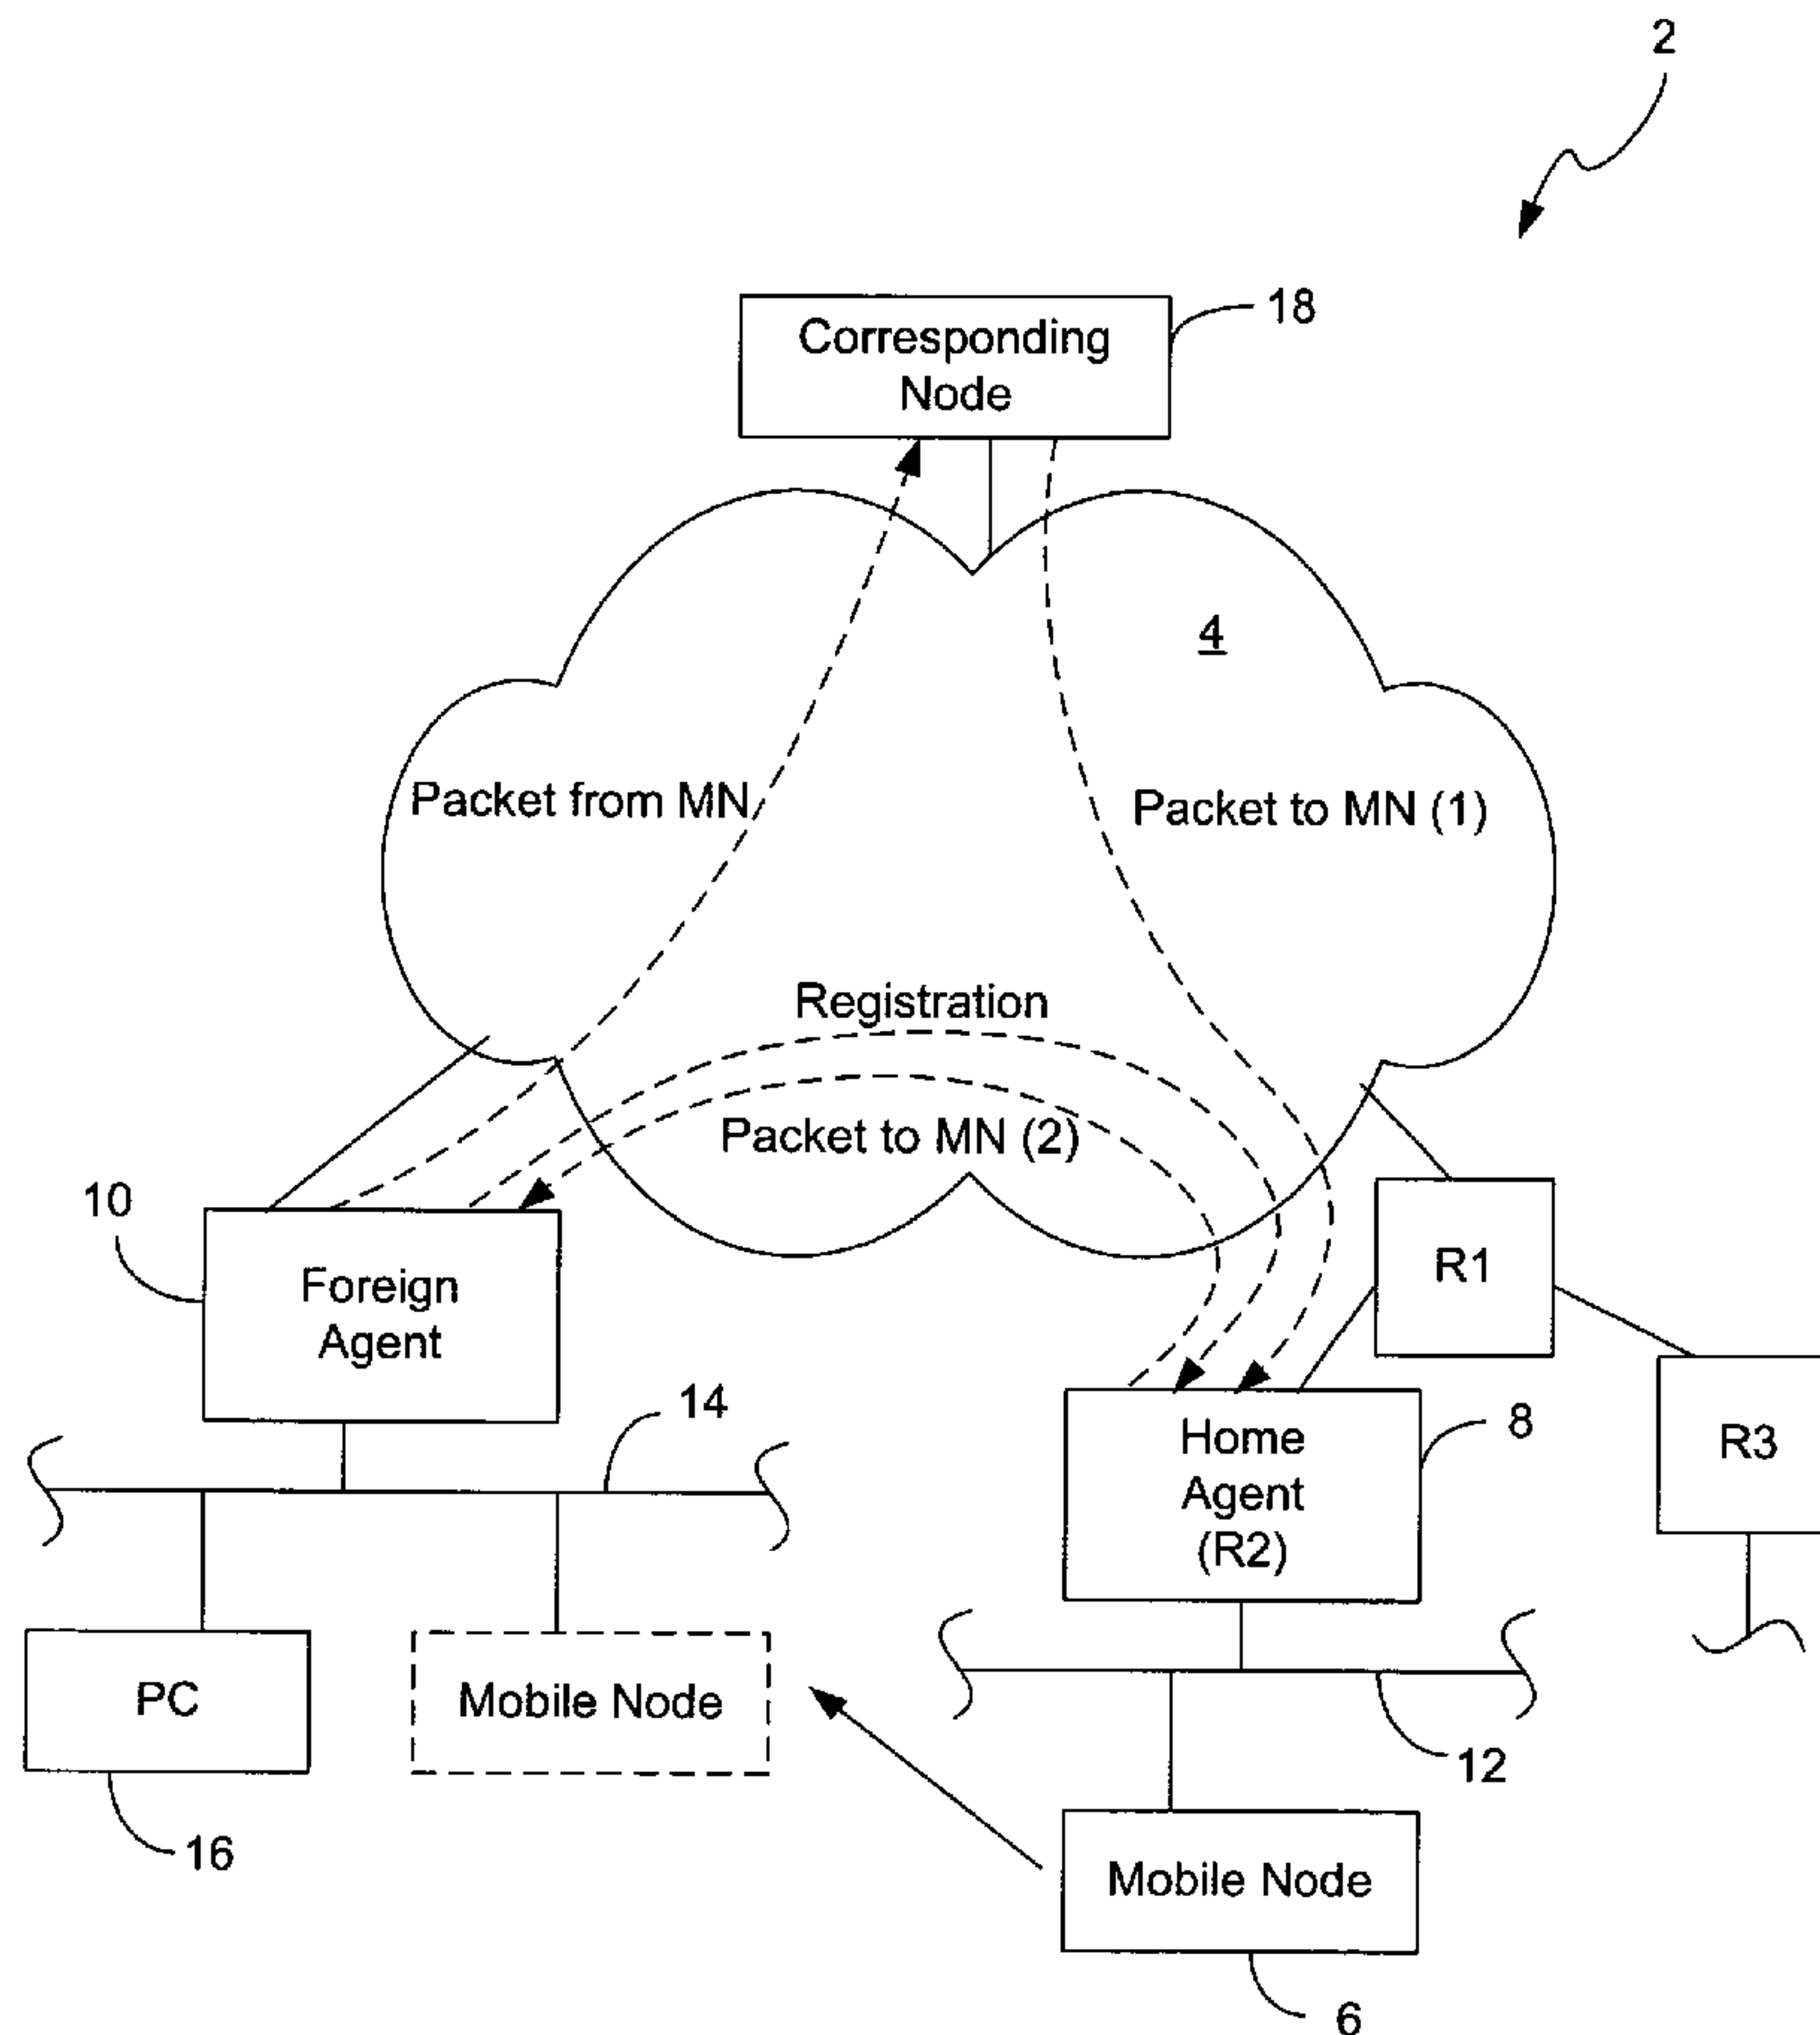 2
Corresponding
Node
18
4
Packet from MN
Packet to MN (1)
Registration
Packet to MN (2)
10
Foreign
Agent
R1
14
Home
Agent
(R2)
8
R3
PC
Mobile Node
12
16
Mobile Node
6